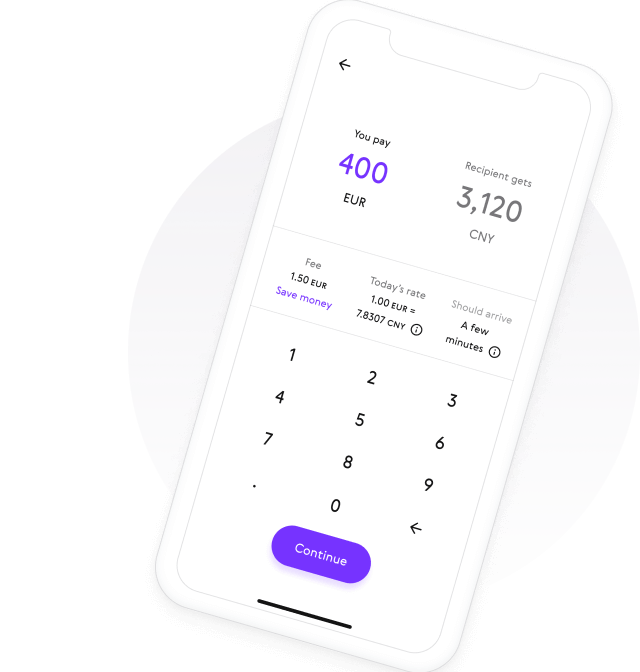 You pay
400
EUR
Recipient gets
3,120
CNY
Fee
1.50 EUR
Save money
Today's rate
1.00 EUR =
7.8307 CNY
Should arrive
A few
minutes
1 2 3
4 5 6
7 8 9
. 0
Continue